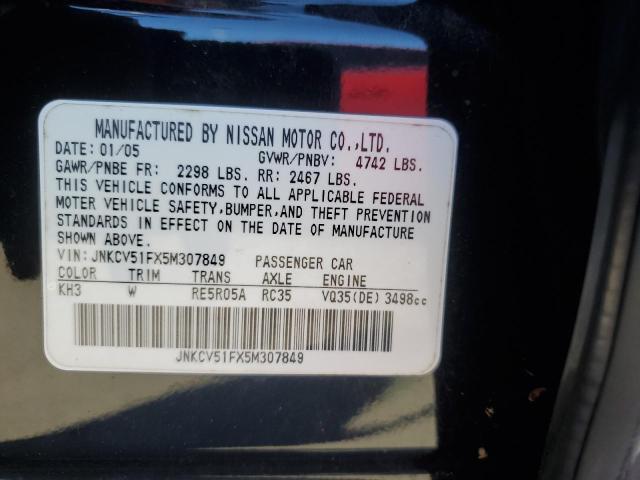 MANUFACTURED BY NISSAN MOTOR CO.,LTD.
DATE: 01/05 GVWR/PNBV: 4742 LBS.
GAWR/PNBE FR: 2298 LBS. RR: 2467 LBS.
THIS VEHICLE CONFORMS TO ALL APPLICABLE FEDERAL
MOTOR VEHICLE SAFETY,BUMPER,AND THEFT PREVENTION
STANDARDS IN EFFECT ON THE DATE OF MANUFACTURE
SHOWN ABOVE.
VIN: JNKCV51FX5M307849 PASSENGER CAR
COLOR TRIM TRANS AXLE ENGINE
KH3 W RE5R05A RC35 VQ35(DE) 3498cc
JNKCV51FX5M307849